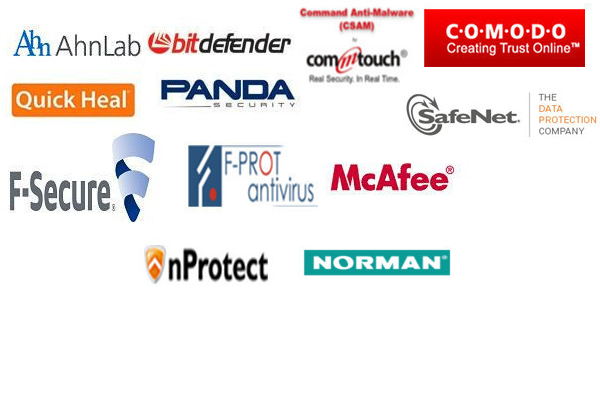 Ahn AhnLab
bitdefender
Command Anti-Malware
(CSAM)
by
commtouch®
Real Security. In Real Time.
C·O·M·O·D·O
Creating Trust Online™
Quick Heal
PANDA
SECURITY
SafeNet.
THE
DATA
PROTECTION
COMPANY
F-Secure®
F-PROT
antivirus
McAfee®
nProtect
NORMAN®